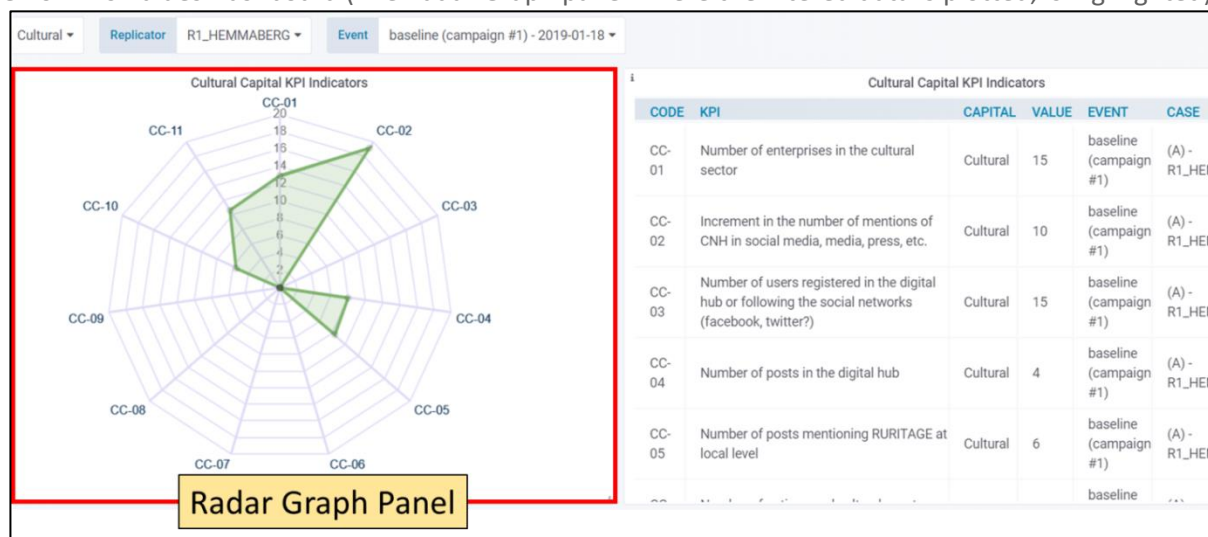 Cultural Replicator R1_HEMMABERG Event baseline (campaign #1) - 2019-01-18
Cultural Capital KPI Indicators
CC-01
20
CC-11
18
CC-02
16
14
12
CC-10
10
CC-03
8
6
4
2
CC-09
CC-04
CC-08
CC-05
CC-07
CC-06
Radar Graph Panel
i
Cultural Capital KPI Indicators
CODE KPI CAPITAL VALUE EVENT CASE
CC-
01
Number of enterprises in the cultural
sector
Cultural
15
baseline
(campaign
#1)
(A) -
R1_HEM
CC-
02
Increment in the number of mentions of
CNH in social media, media, press, etc.
Cultural
10
baseline
(campaign
#1)
(A) -
R1_HEM
CC-
03
Number of users registered in the digital
hub or following the social networks
(facebook, twitter?)
Cultural
15
baseline
(campaign
#1)
(A) -
R1_HEM
CC-
04
Number of posts in the digital hub
Cultural
4
baseline
(campaign
#1)
(A) -
R1_HEM
CC-
05
Number of posts mentioning RURITAGE at
local level
Cultural
6
baseline
(campaign
#1)
(A) -
R1_HEM
baseline